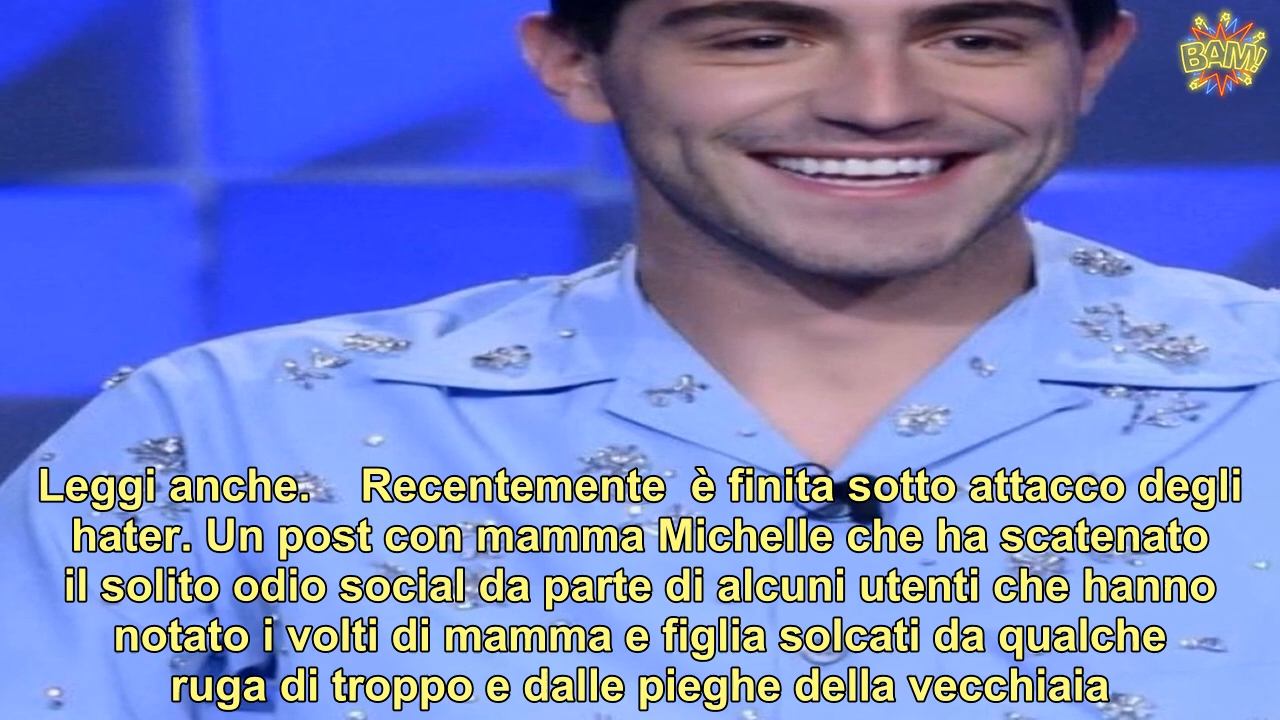 BAM!
Leggi anche. Recentemente è finita sotto attacco degli
hater. Un post con mamma Michelle che ha scatenato
il solito odio social da parte di alcuni utenti che hanno
notato i volti di mamma e figlia solcati da qualche
ruga di troppo e dalle pieghe della vecchiaia